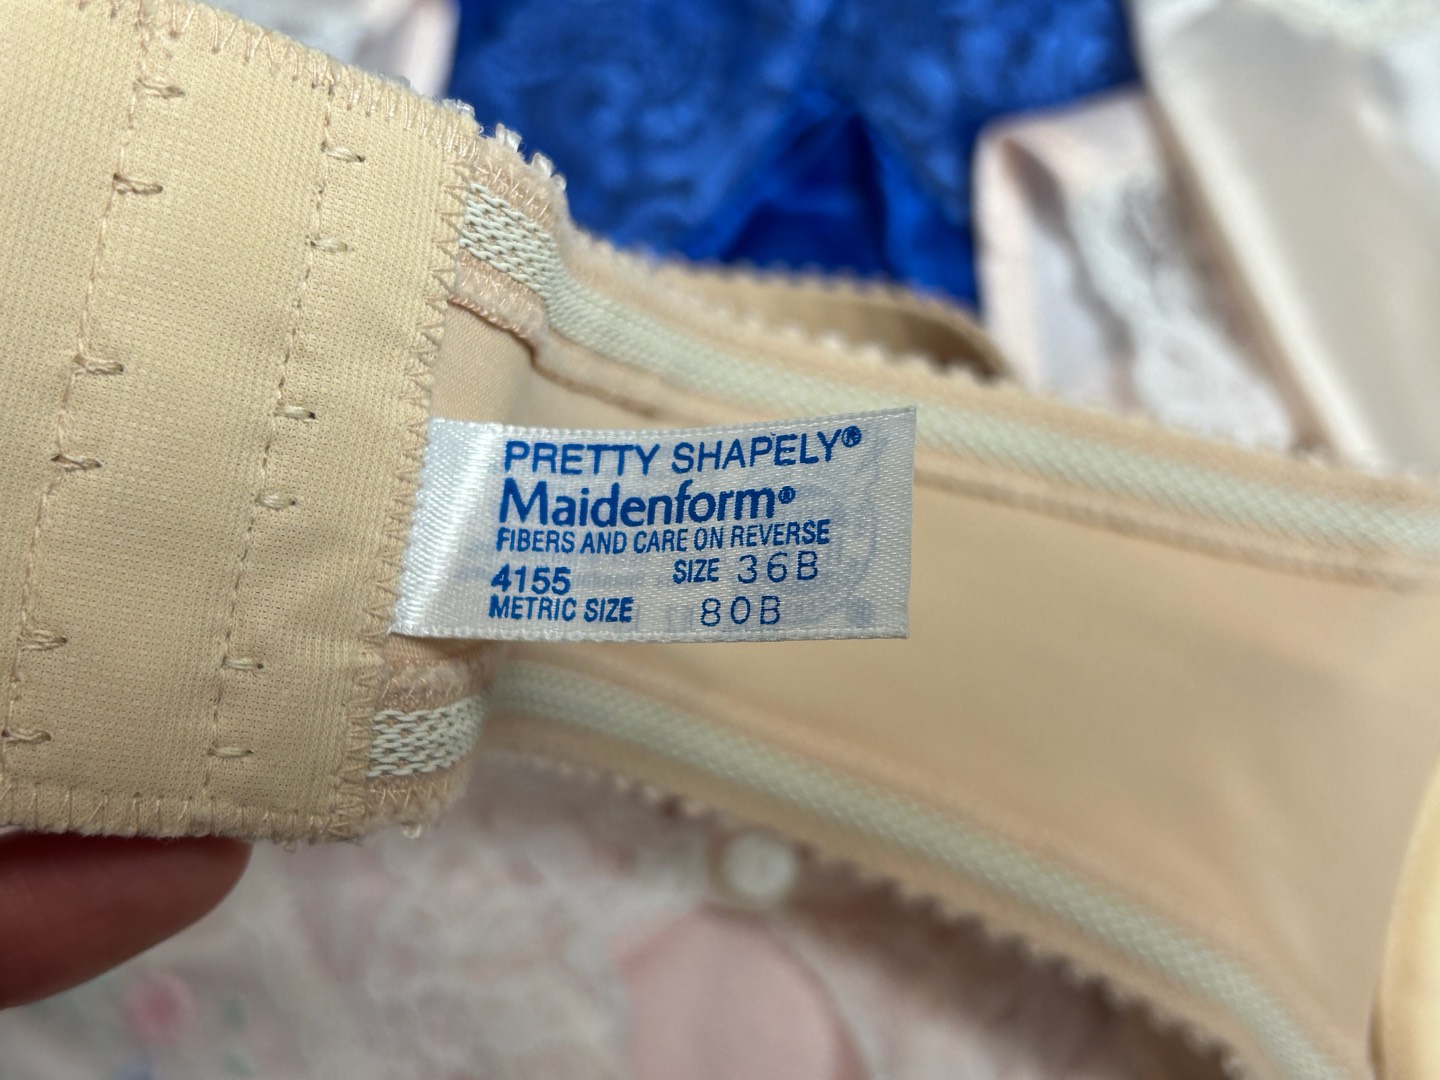 PRETTY SHAPELY®
Maidenform®
FIBERS AND CARE ON REVERSE
4155 SIZE 36B
METRIC SIZE 80B